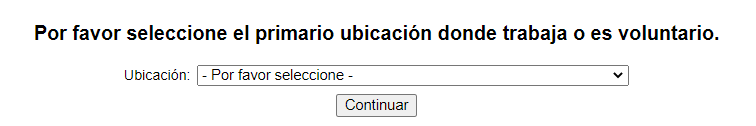 Por favor seleccione el primario ubicación donde trabaja o es voluntario.
Ubicación: - Por favor seleccione -
Continuar